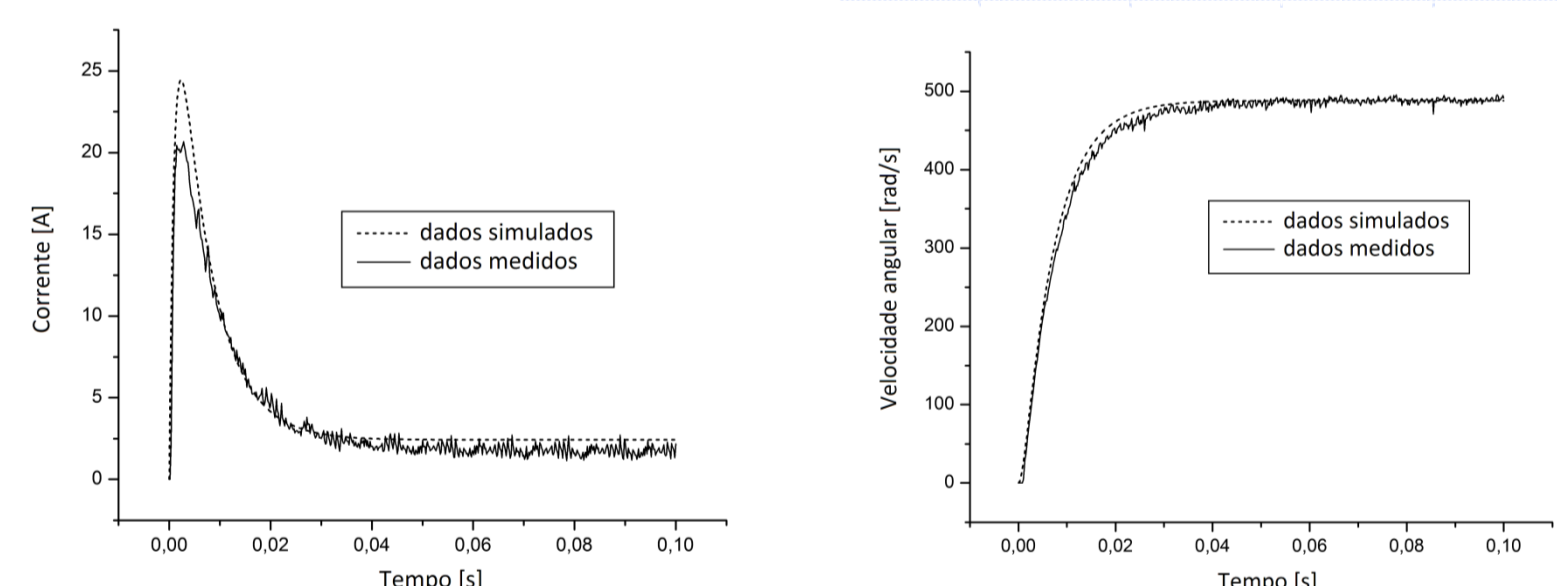 25
20
15
10
5
0
Corrente [A]
dados simulados
dados medidos
0,00 0,02 0,04 0,06 0,08 0,10
Tempo [s]
500
400
300
200
100
0
Velocidade angular [rad/s]
dados simulados
dados medidos
0,00 0,02 0,04 0,06 0,08 0,10
Tempo [s]